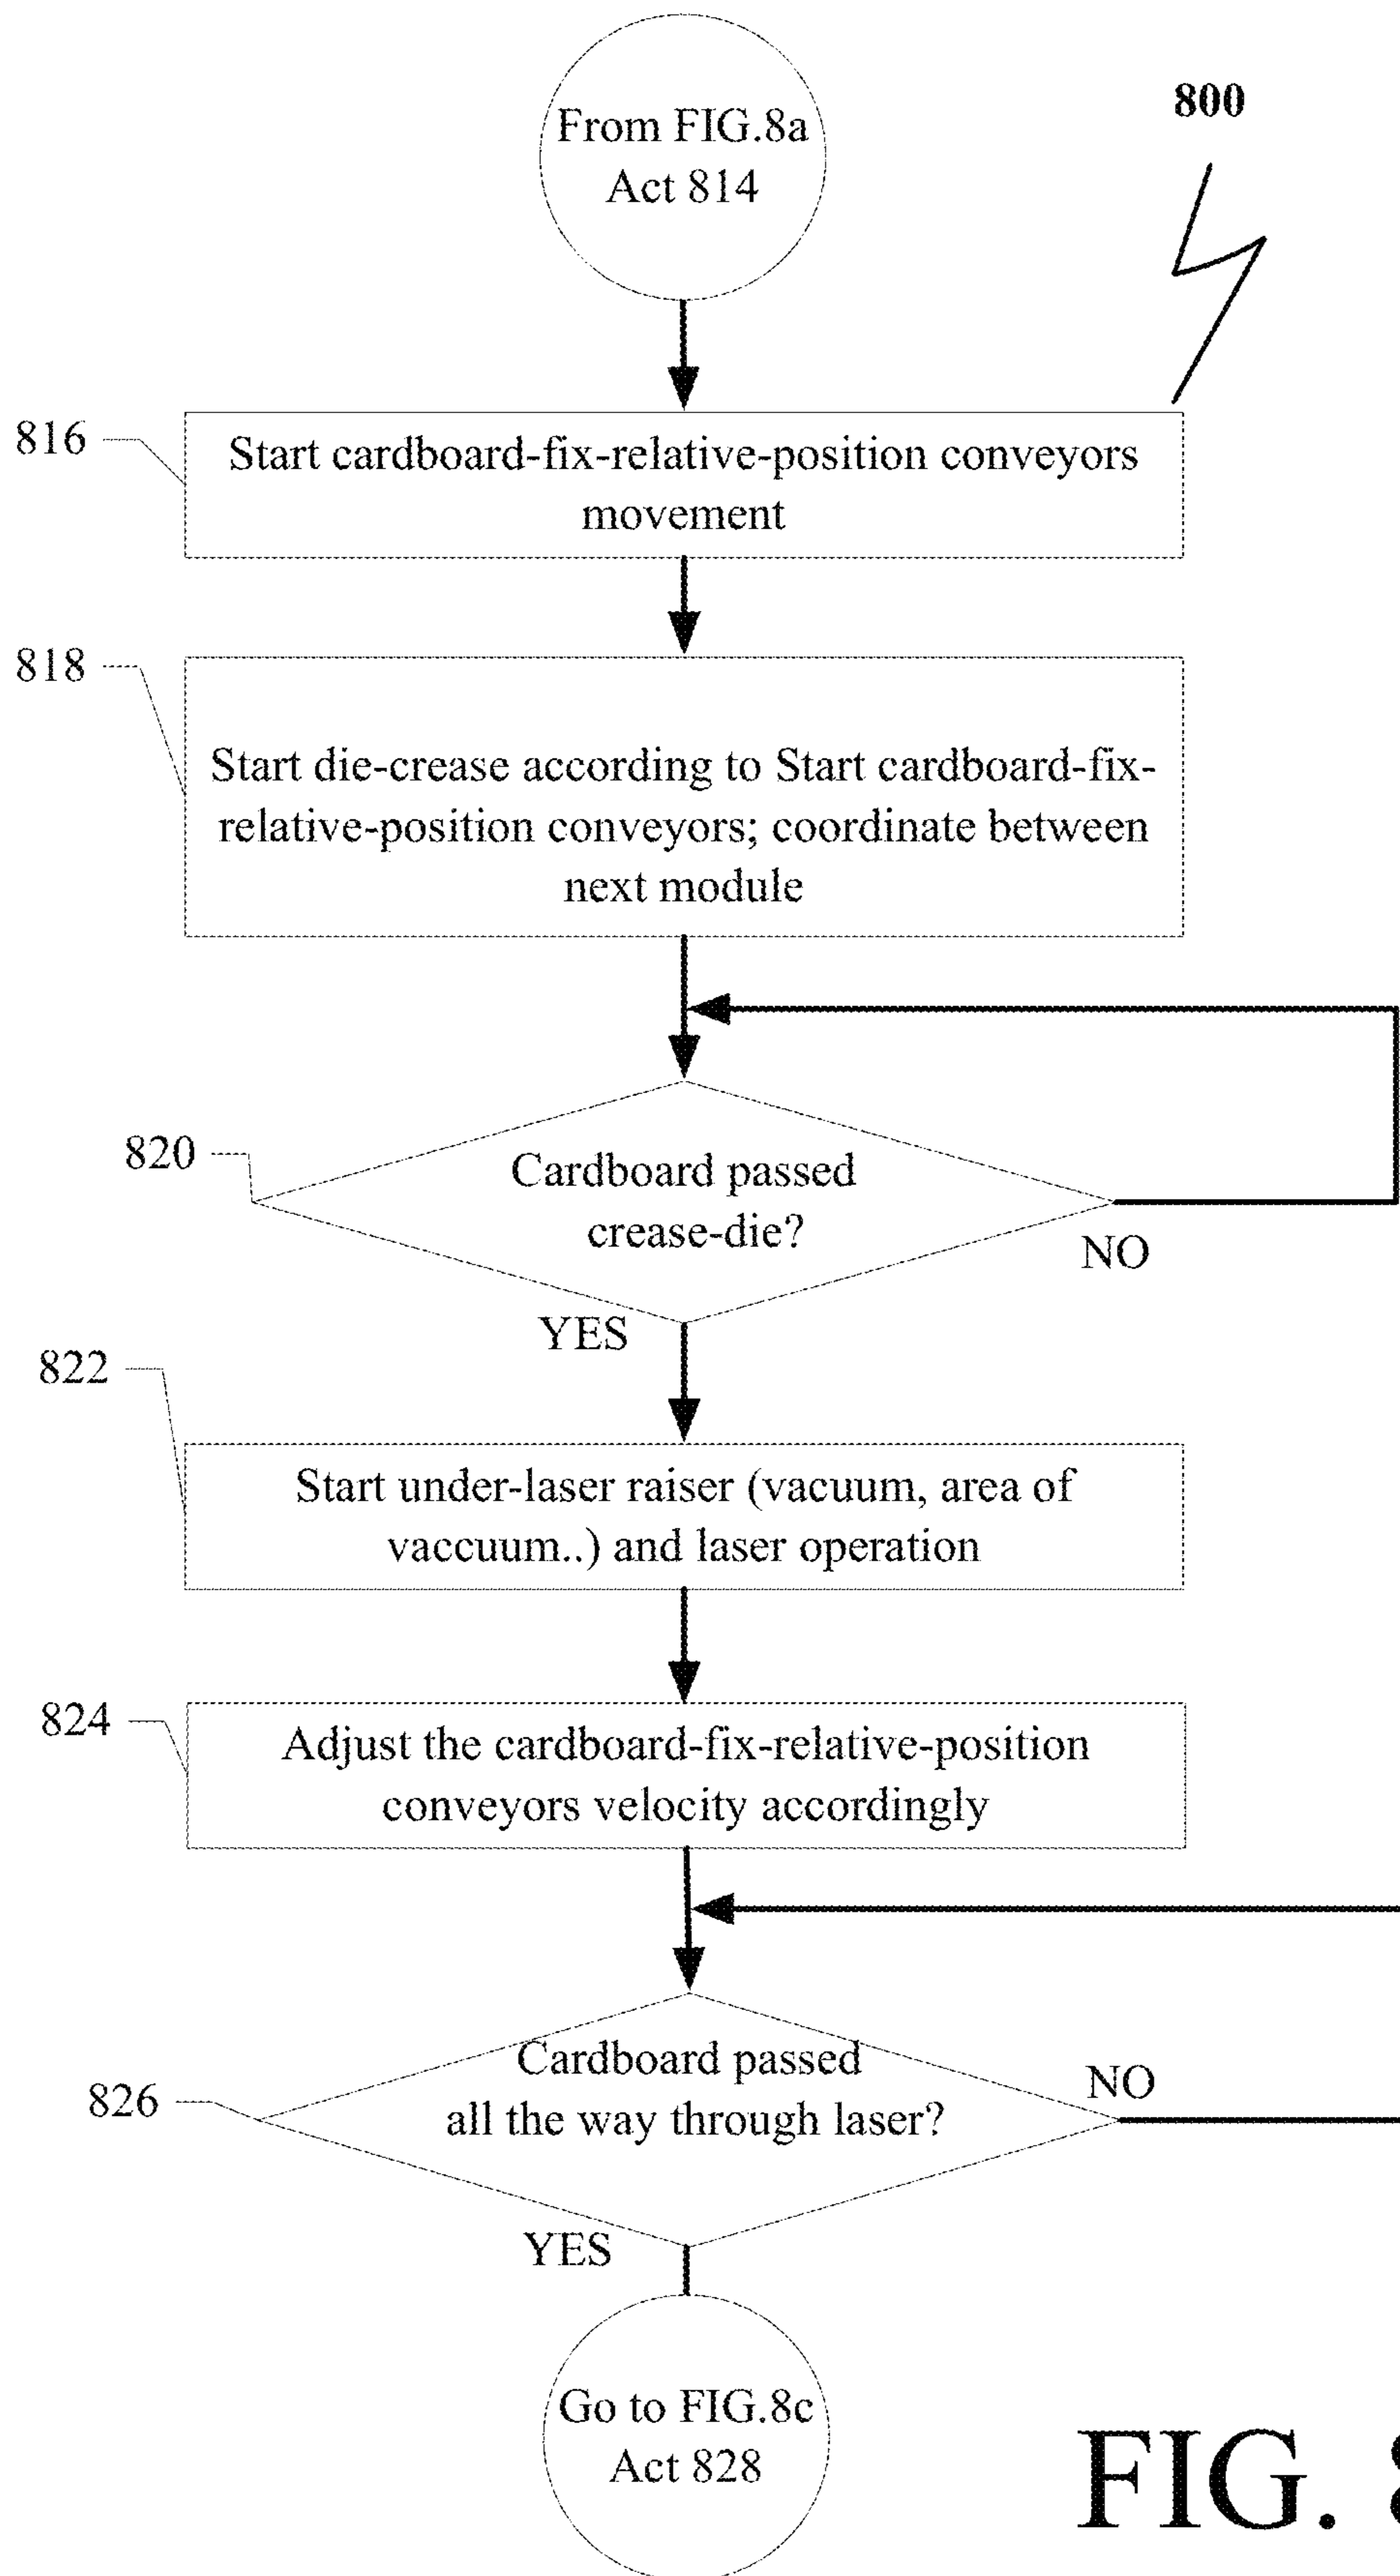 From FIG.8a
Act 814
800
816
Start cardboard-fix-relative-position conveyors
movement
818
Start die-crease according to Start cardboard-fix-
relative-position conveyors; coordinate between
next module
820
Cardboard passed
crease-die?
NO
YES
822
Start under-laser raiser (vacuum, area of
vaccuum..) and laser operation
824
Adjust the cardboard-fix-relative-position
conveyors velocity accordingly
826
Cardboard passed
all the way through laser?
NO
YES
Go to FIG.8c
Act 828
FIG. 8